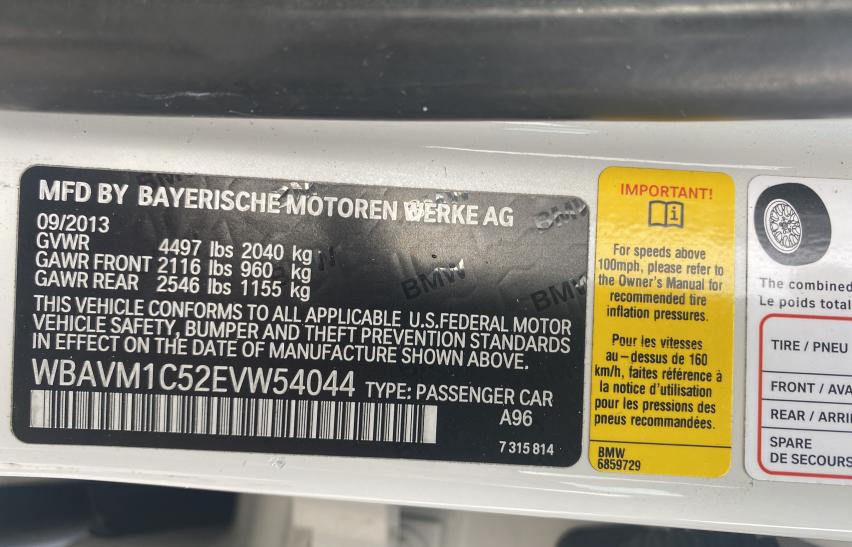 MFD BY BAYERISCHE MOTOREN WERKE AG
09/2013
GVWR 4497 lbs 2040 kg
GAWR FRONT 2116 lbs 960 kg
GAWR REAR 2546 lbs 1155 kg
THIS VEHICLE CONFORMS TO ALL APPLICABLE U.S.FEDERAL MOTOR
VEHICLE SAFETY, BUMPER AND THEFT PREVENTION STANDARDS
IN EFFECT ON THE DATE OF MANUFACTURE SHOWN ABOVE.
WBAVM1C52EVW54044 TYPE: PASSENGER CAR
A96
7 315 814
BMW
BMW
BMW
IMPORTANT!
For speeds above
100mph, please refer to
the Owner's Manual for
recommended tire
inflation pressures.
Pour les vitesses
au-dessus de 160
km/h, faites référence à
la notice d'utilisation
pour les pressions des
pneus recommandées.
BMW
6859729
The combined
Le poids total
TIRE / PNEU
FRONT / AVA
REAR / ARRI
SPARE
DE SECOURS